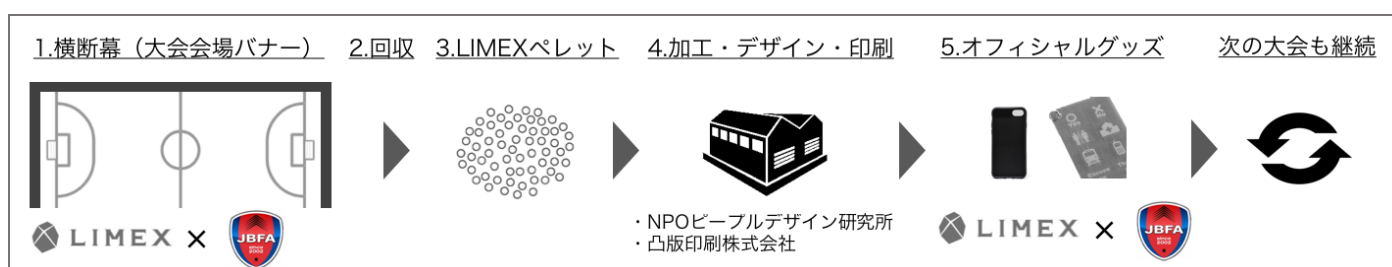 1.横断幕（大会会場バナー）
2.回収
3.LIMEXペレット
4.加工・デザイン・印刷
5.オフィシャルグッズ
次の大会も継続
LIMEX ×
JBFA
since
2002
・NPOピープルデザイン研究所
・凸版印刷株式会社
LIMEX ×
JBFA
since
2002